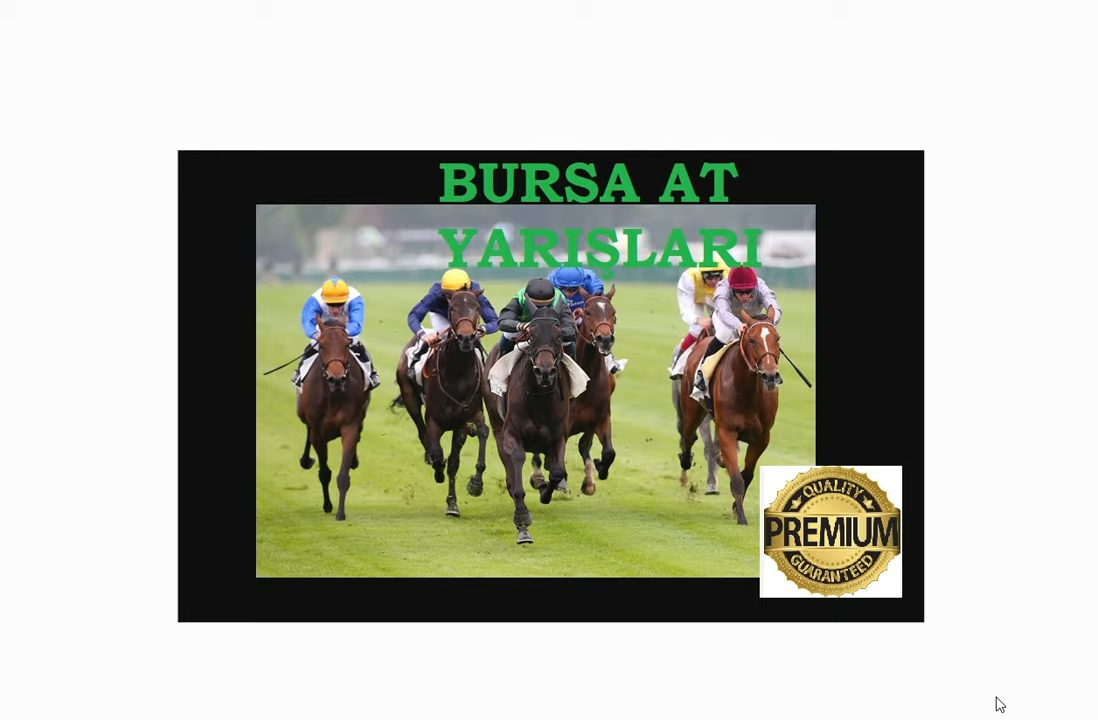 BURSA AT
YARIŞLARI
QUALITY
PREMIUM
GUARANTEED